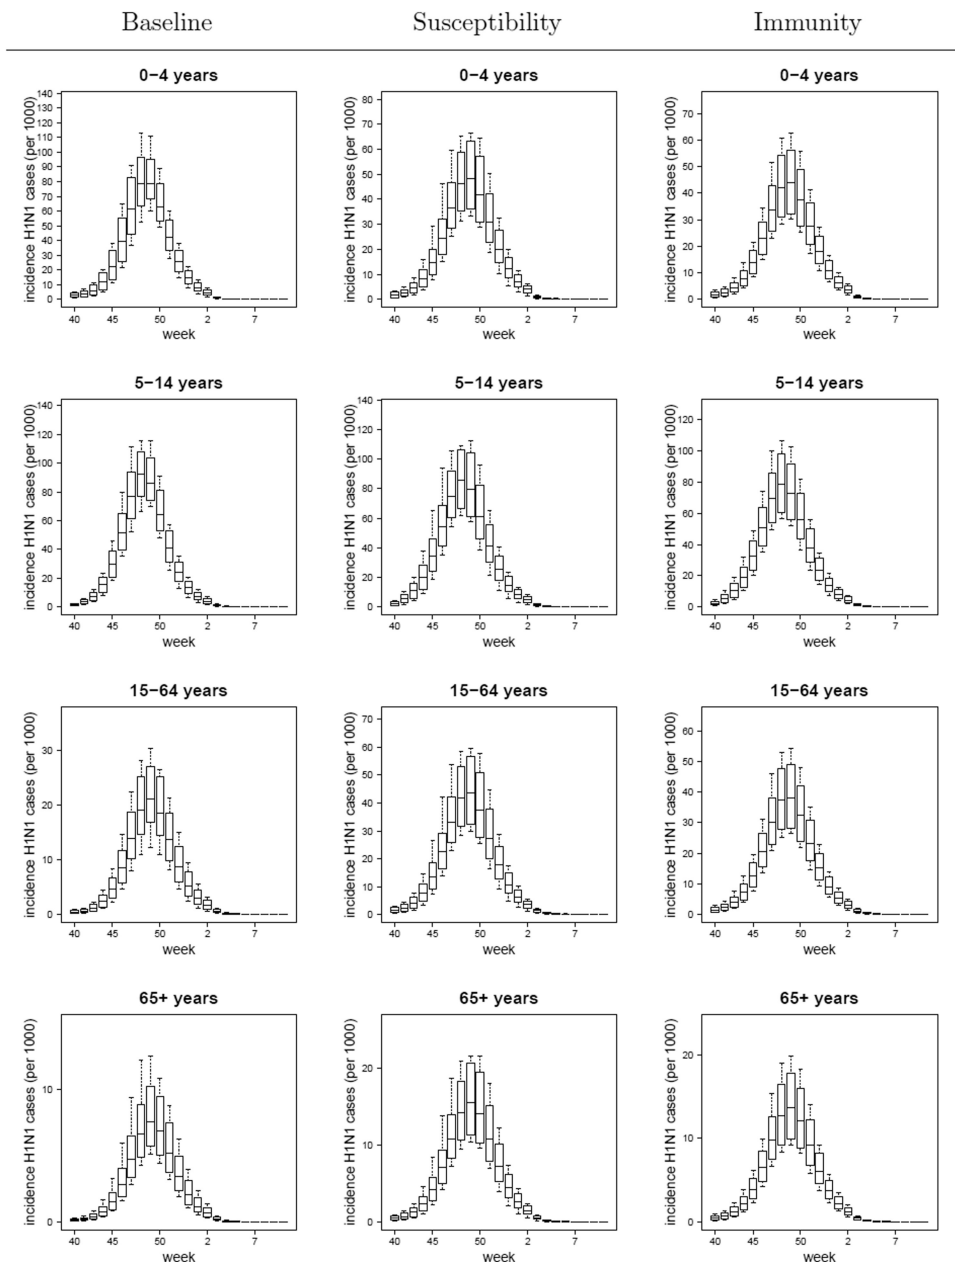 Baseline
Susceptibility
Immunity
0−4 years
incidence H1N1 cases (per 1000)
140
130
120
110
100
90
80
70
60
50
40
30
20
10
0
40 45 50 2 7
week
0−4 years
incidence H1N1 cases (per 1000)
80
70
60
50
40
30
20
10
0
40 45 50 2 7
week
0−4 years
incidence H1N1 cases (per 1000)
70
60
50
40
30
20
10
0
40 45 50 2 7
week
5−14 years
incidence H1N1 cases (per 1000)
140
120
100
80
60
40
20
0
40 45 50 2 7
week
5−14 years
incidence H1N1 cases (per 1000)
140
120
100
80
60
40
20
0
40 45 50 2 7
week
5−14 years
incidence H1N1 cases (per 1000)
120
100
80
60
40
20
0
40 45 50 2 7
week
15−64 years
incidence H1N1 cases (per 1000)
30
20
10
0
40 45 50 2 7
week
15−64 years
incidence H1N1 cases (per 1000)
70
60
50
40
30
20
10
0
40 45 50 2 7
week
15−64 years
incidence H1N1 cases (per 1000)
60
50
40
30
20
10
0
40 45 50 2 7
week
65+ years
incidence H1N1 cases (per 1000)
10
0
40 45 50 2 7
week
65+ years
incidence H1N1 cases (per 1000)
20
10
0
40 45 50 2 7
week
65+ years
incidence H1N1 cases (per 1000)
20
10
0
40 45 50 2 7
week